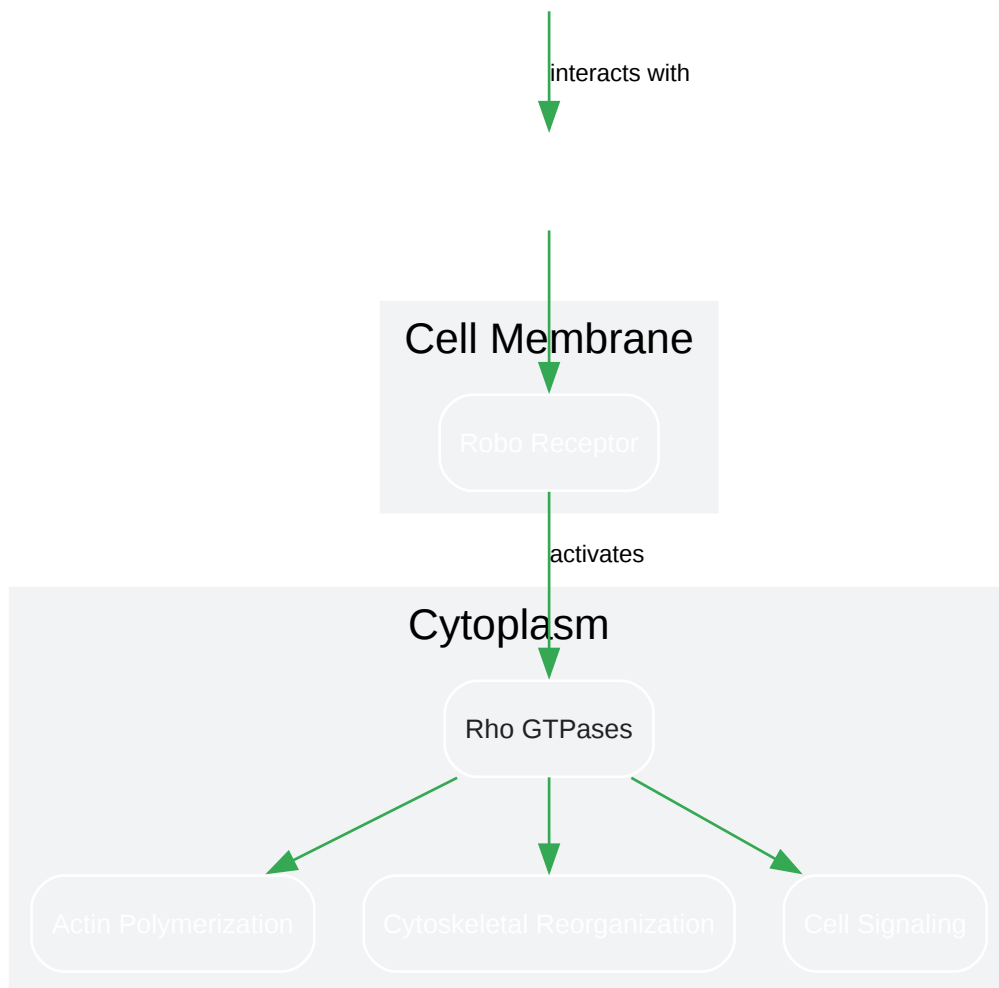 interacts with
Cell Membrane
Robo Receptor
activates
Cytoplasm
Rho GTPases
Actin Polymerization
Cytoskeletal Reorganization
Cell Signaling